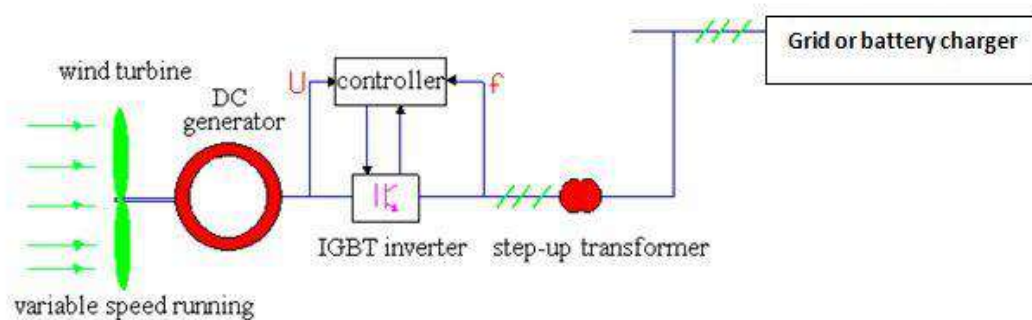 Grid or battery charger
wind turbine
U
controller
f
DC
generator
IGBT inverter
step-up transformer
variable speed running